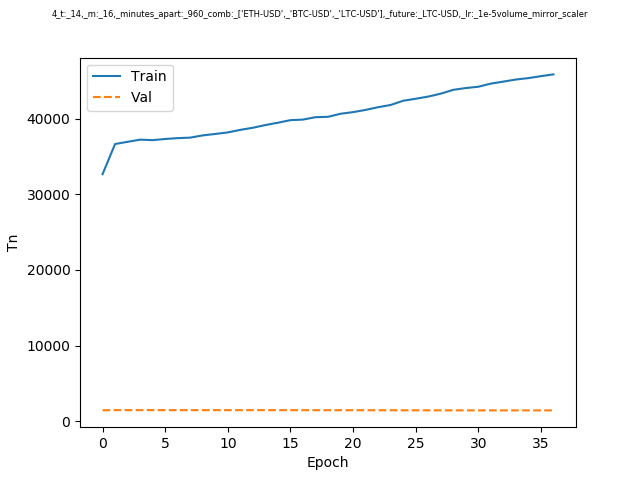 4_t:_14,_m:_16,_minutes_apart:_960_comb:_['ETH-USD',_'BTC-USD',_'LTC-USD'],_future:_LTC-USD,_lr:_1e-5volume_mirror_scaler
Train
Val
40000
30000
20000
10000
0
Tn
0 5 10 15 20 25 30 35
Epoch